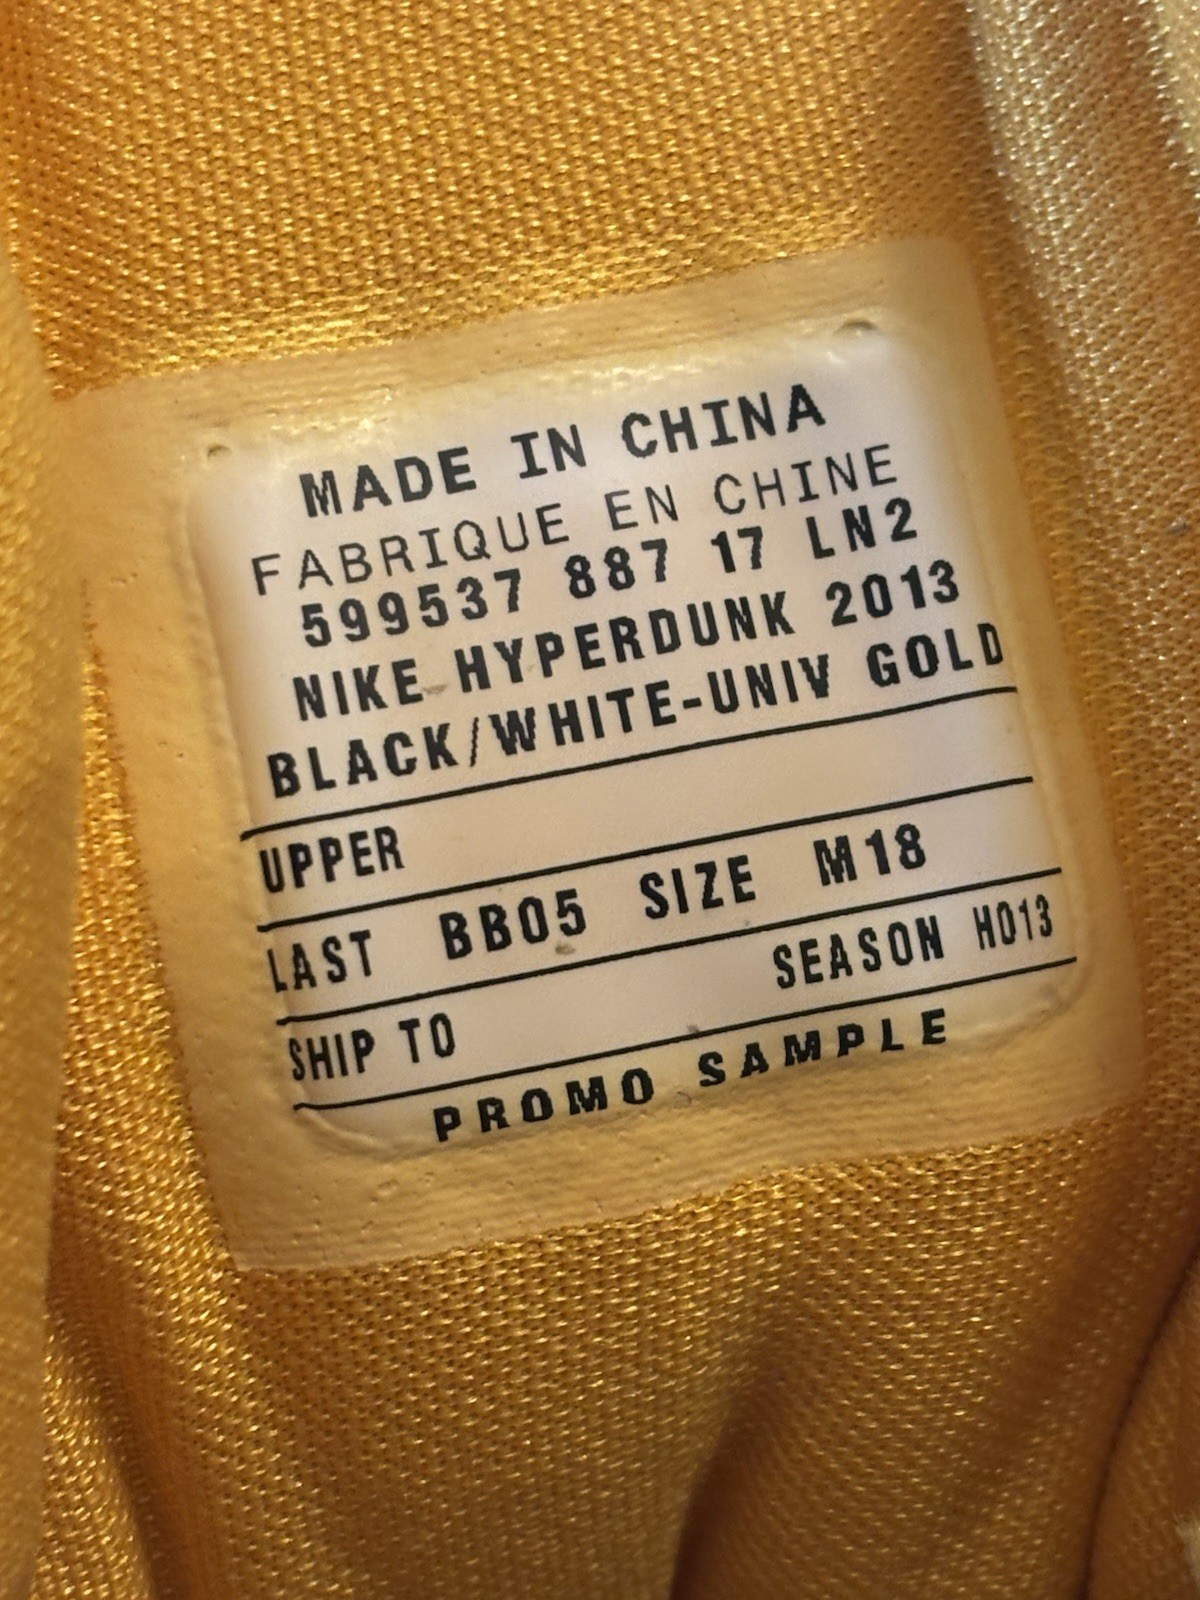 MADE IN CHINA
FABRIQUE EN CHINE
599537 887 17 LN2
NIKE HYPERDUNK 2013
BLACK/WHITE-UNIV GOLD
UPPER
LAST BB05 SIZE M18
SHIP TO SEASON HO13
PROMO SAMPLE